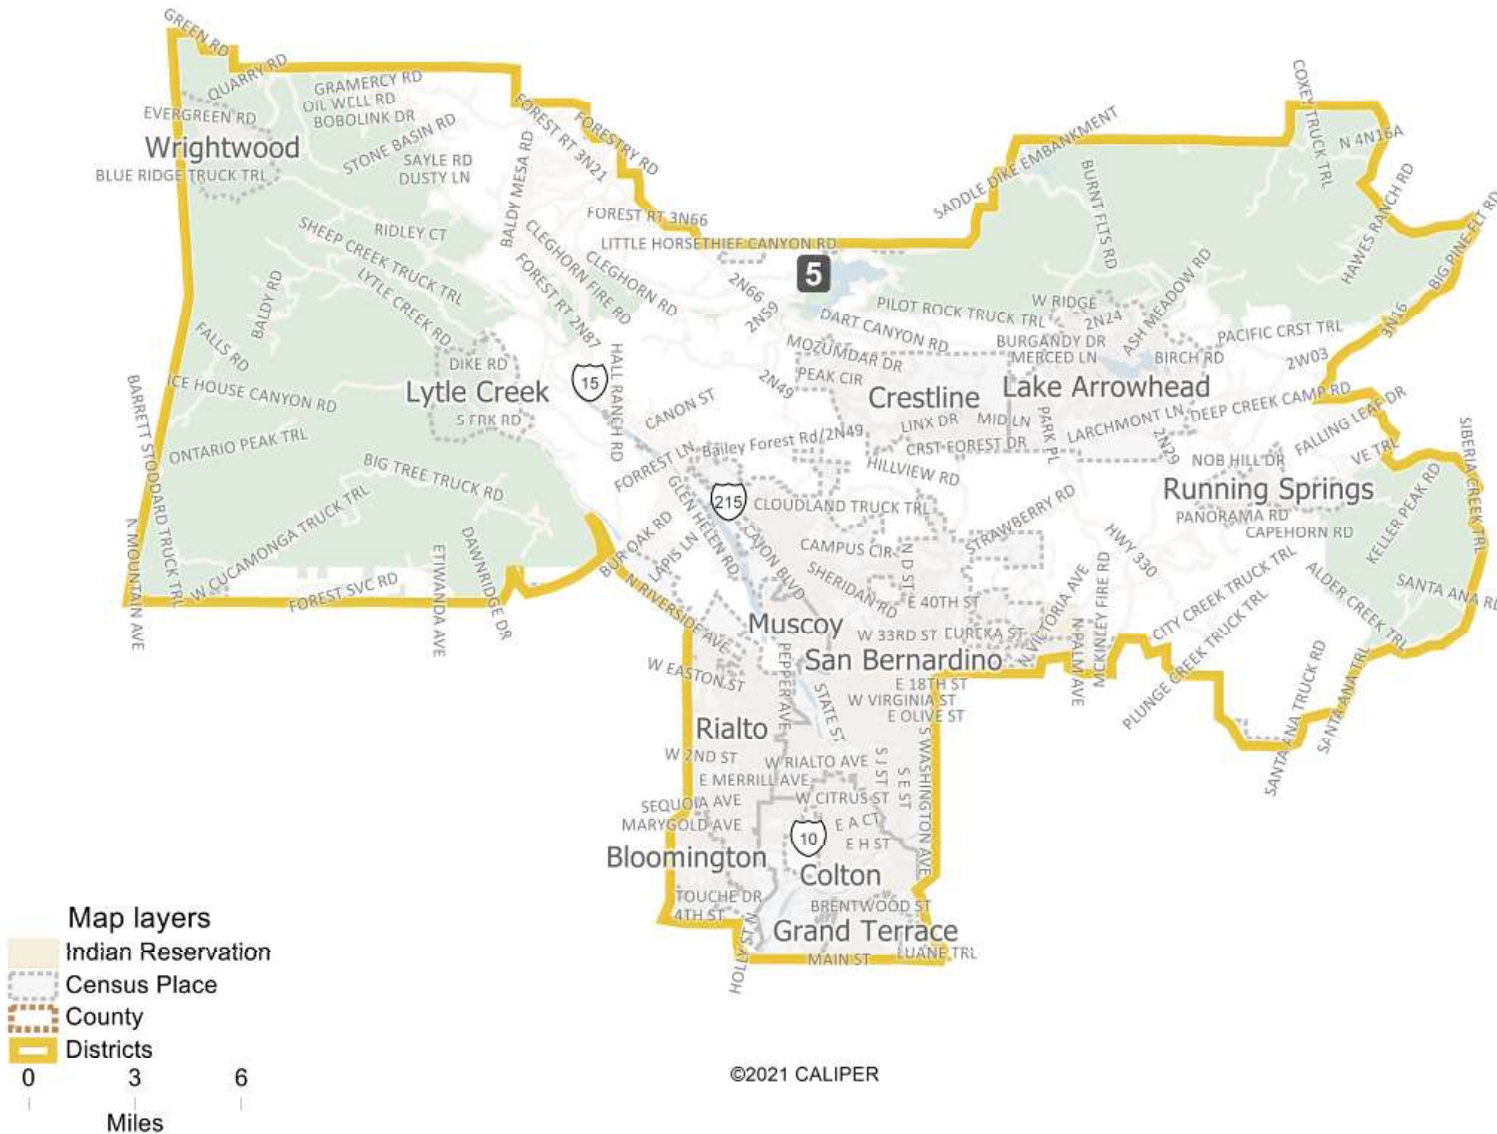 GREEN RD
QUARRY RD
GRAMERCY RD
OIL WELL RD
BOBOLINK DR
EVERGREEN RD
Wrightwood
STONE BASIN RD
SAYLE RD
DUSTY LN
BLUE RIDGE TRUCK TRL
BALDY MESA RD
FOREST RT 3N21
FORESTRY RD
SADDLE DIKE EMBANKMENT
COXEY TRUCK TRL
N 4N16A
BURNT FLTS RD
HAWES RANCH RD
BIG PINE FLT RD
FOREST RT 3N66
LITTLE HORSETHIEF CANYON RD
SHEEP CREEK TRUCK TRL
RIDLEY CT
CLEGHORN FIRE RD
CLEGHORN RD
FOREST RT 2N87
LYTLE CREEK RD
BALDY RD
FALLS RD
5
2N66
2N59
PILOT ROCK TRUCK TRL
W RIDGE
2N24
ASH MEADOW RD
3N16
DART CANYON RD
BURGANDY DR
MERCED LN
BIRCH RD
PACIFIC CRST TRL
2W03
MOZUMDAR DR
PEAK CIR
DIKE RD
Lytle Creek
S FRK RD
15
HALL RANCH RD
2N49
Crestline
Lake Arrowhead
ICE HOUSE CANYON RD
BARRETT STODDARD TRUCK TRL
CANON ST
LINX DR
MID LN
PARK PL
LARCHMONT LN
DEEP CREEK CAMP RD
FALLING LEAF DR
SIBERIA CREEK TRL
ONTARIO PEAK TRL
Bailey Forest Rd/2N49
CRST FOREST DR
2N29
NOB HILL DR
VE TRL
BIG TREE TRUCK RD
FORREST LN
HILLVIEW RD
Running Springs
GLEN HELEN RD
215
CLOUDLAND TRUCK TRL
STRAWBERRY RD
PANORAMA RD
CAPEHORN RD
KELLER PEAK RD
N MOUNTAIN AVE
W CUCAMONGA TRUCK TRL
ETIWANDA AVE
DAWNRIDGE DR
BUR OAK RD
LAPIS LN
CAJON BLVD
CAMPUS CIR
N D ST
HWY 330
FOREST SVC RD
N RIVERSIDE AVE
SHERIDAN RD
E 40TH ST
N VICTORIA AVE
N PALM AVE
MCKINLEY FIRE RD
CITY CREEK TRUCK TRL
PLUNGE CREEK TRUCK TRL
ALDER CREEK TRL
SANTA ANA RD
Muscoy
W 33RD ST
EUREKA ST
San Bernardino
W EASTON ST
PEPPER AVE
STATE ST
E 18TH ST
W VIRGINIA ST
E OLIVE ST
SANTA ANA TRUCK RD
SANTA ANA TRL
Rialto
W 2ND ST
W RIALTO AVE
S J ST
S E ST
S WASHINGTON AVE
E MERRILL AVE
SEQUOIA AVE
W CITRUS ST
MARYGOLD AVE
10
E A CT
E H ST
Bloomington
Colton
TOUCHE DR
4TH ST
BRENTWOOD ST
Grand Terrace
HOLLY ST N
MAIN ST
LUANE TRL
Map layers
Indian Reservation
Census Place
County
Districts
0 3 6
Miles
©2021 CALIPER